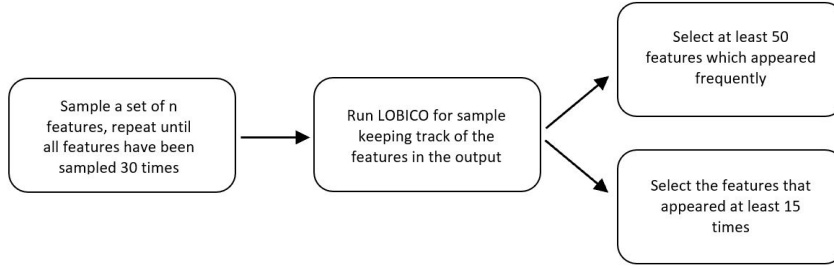 Sample a set of n
features, repeat until
all features have been
sampled 30 times
Run LOBICO for sample
keeping track of the
features in the output
Select at least 50
features which appeared
frequently
Select the features that
appeared at least 15
times